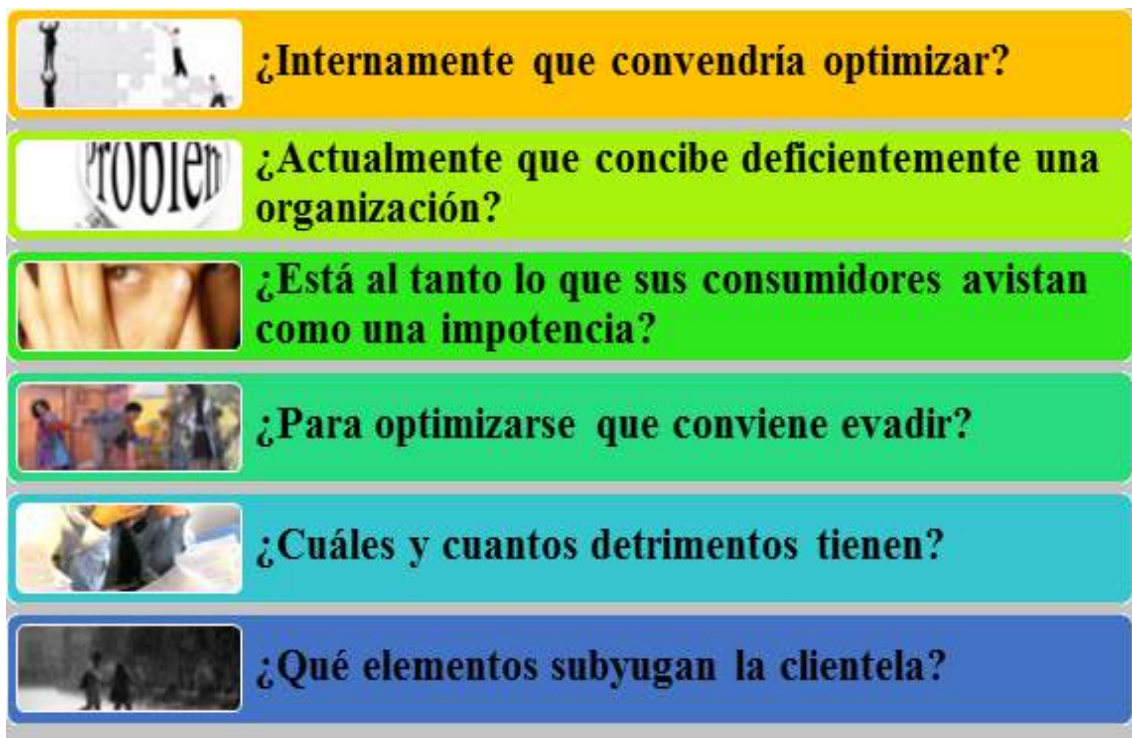 ¿Internamente que convendría optimizar?
Problem
¿Actualmente que concibe deficientemente una
organización?
¿Está al tanto lo que sus consumidores avistan
como una impotencia?
¿Para optimizarse que conviene evadir?
¿Cuáles y cuantos detrimentos tienen?
¿Qué elementos subyugan la clientela?